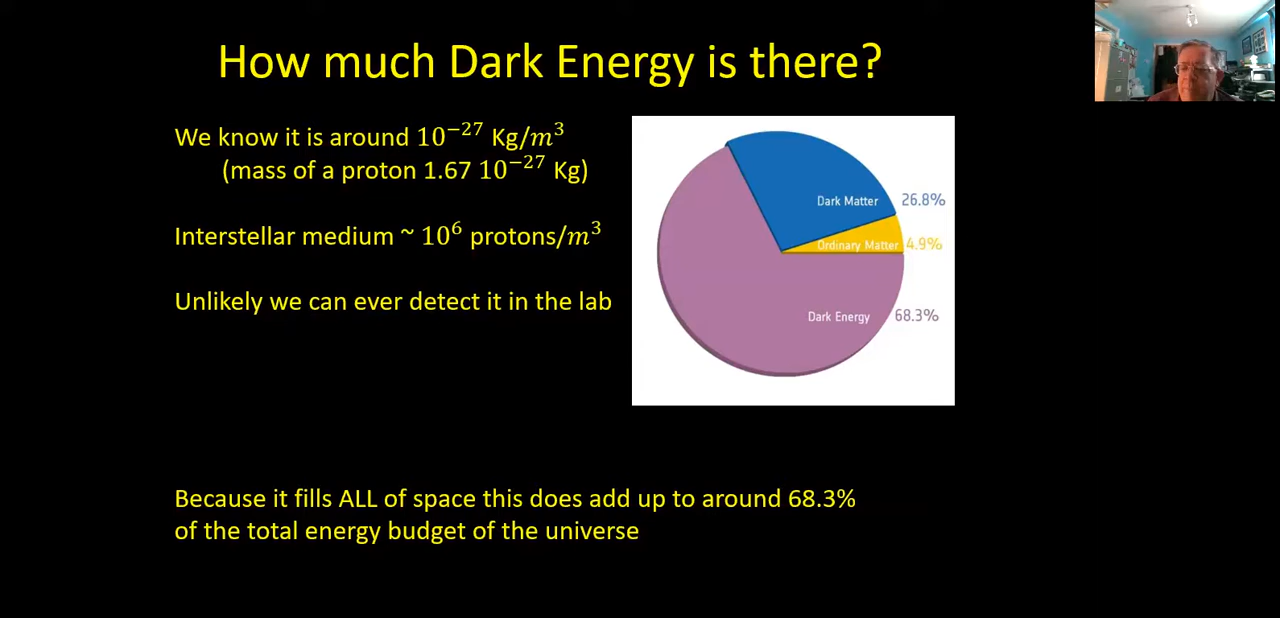 How much Dark Energy is there?
We know it is around 10⁻²⁷ Kg/m³
(mass of a proton 1.67 10⁻²⁷ Kg)
Interstellar medium ~ 10⁶ protons/m³
Unlikely we can ever detect it in the lab
Dark Matter 26.8%
Ordinary Matter 4.9%
Dark Energy 68.3%
Because it fills ALL of space this does add up to around 68.3%
of the total energy budget of the universe